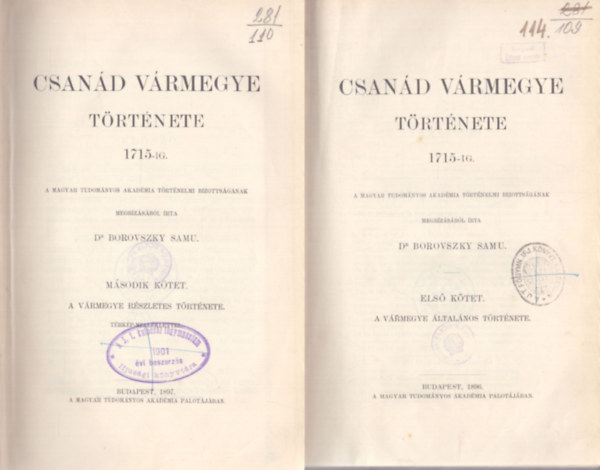 281
110
CSANÁD VÁRMEGYE
TÖRTÉNETE
1715-IG.
A MAGYAR TUDOMÁNYOS AKADÉMIA TÖRTÉNELMI BIZOTTSÁGÁNAK
MEGBÍZÁSÁBÓL ÍRTA
DR BOROVSZKY SAMU.
MÁSODIK KÖTET.
A VÁRMEGYE RÉSZLETES TÖRTÉNETE.
1901
BUDAPEST, 1897.
A MAGYAR TUDOMÁNYOS AKADÉMIA PALOTÁJÁBAN.
281
114. 109
CSANÁD VÁRMEGYE
TÖRTÉNETE
1715-IG.
A MAGYAR TUDOMÁNYOS AKADÉMIA TÖRTÉNELMI BIZOTTSÁGÁNAK
MEGBÍZÁSÁBÓL ÍRTA
DR BOROVSZKY SAMU.
ELSŐ KÖTET.
A VÁRMEGYE ÁLTALÁNOS TÖRTÉNETE.
BUDAPEST, 1896.
A MAGYAR TUDOMÁNYOS AKADÉMIA PALOTÁJÁBAN.